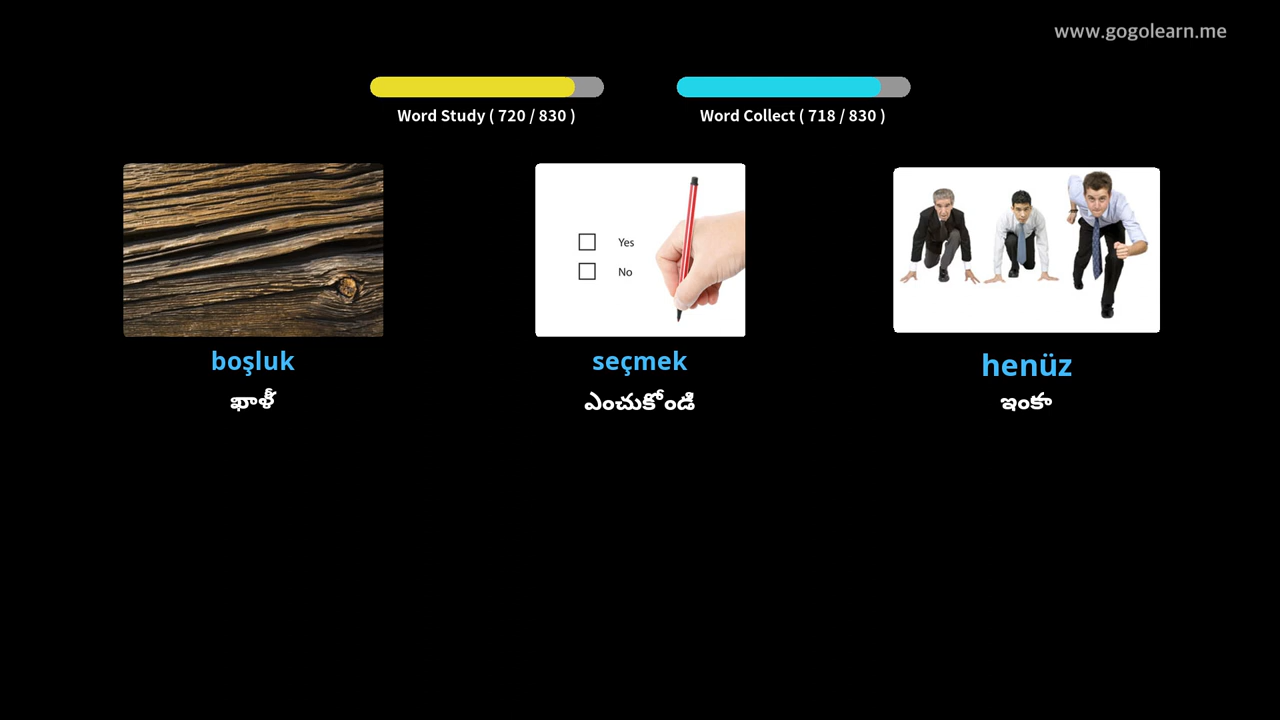 www.gogolearn.me
Word Study ( 720 / 830 )
Word Collect ( 718 / 830 )
Yes
No
boşluk
seçmek
henüz
ఖాళీ
ఎంచుకోండి
ఇంకా